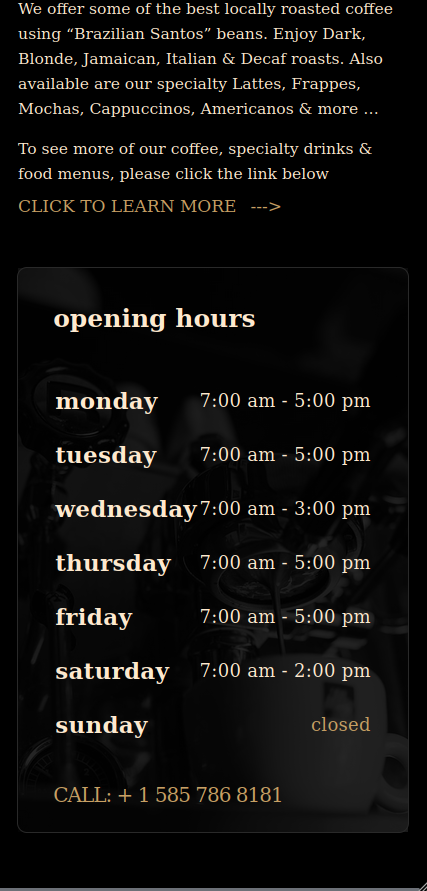 We offer some of the best locally roasted coffee
using “Brazilian Santos” beans. Enjoy Dark,
Blonde, Jamaican, Italian & Decaf roasts. Also
available are our specialty Lattes, Frappes,
Mochas, Cappuccinos, Americanos & more ...
To see more of our coffee, specialty drinks &
food menus, please click the link below
CLICK TO LEARN MORE --->
opening hours
monday 7:00 am - 5:00 pm
tuesday 7:00 am - 5:00 pm
wednesday 7:00 am - 3:00 pm
thursday 7:00 am - 5:00 pm
friday 7:00 am - 5:00 pm
saturday 7:00 am - 2:00 pm
sunday closed
CALL: + 1 585 786 8181